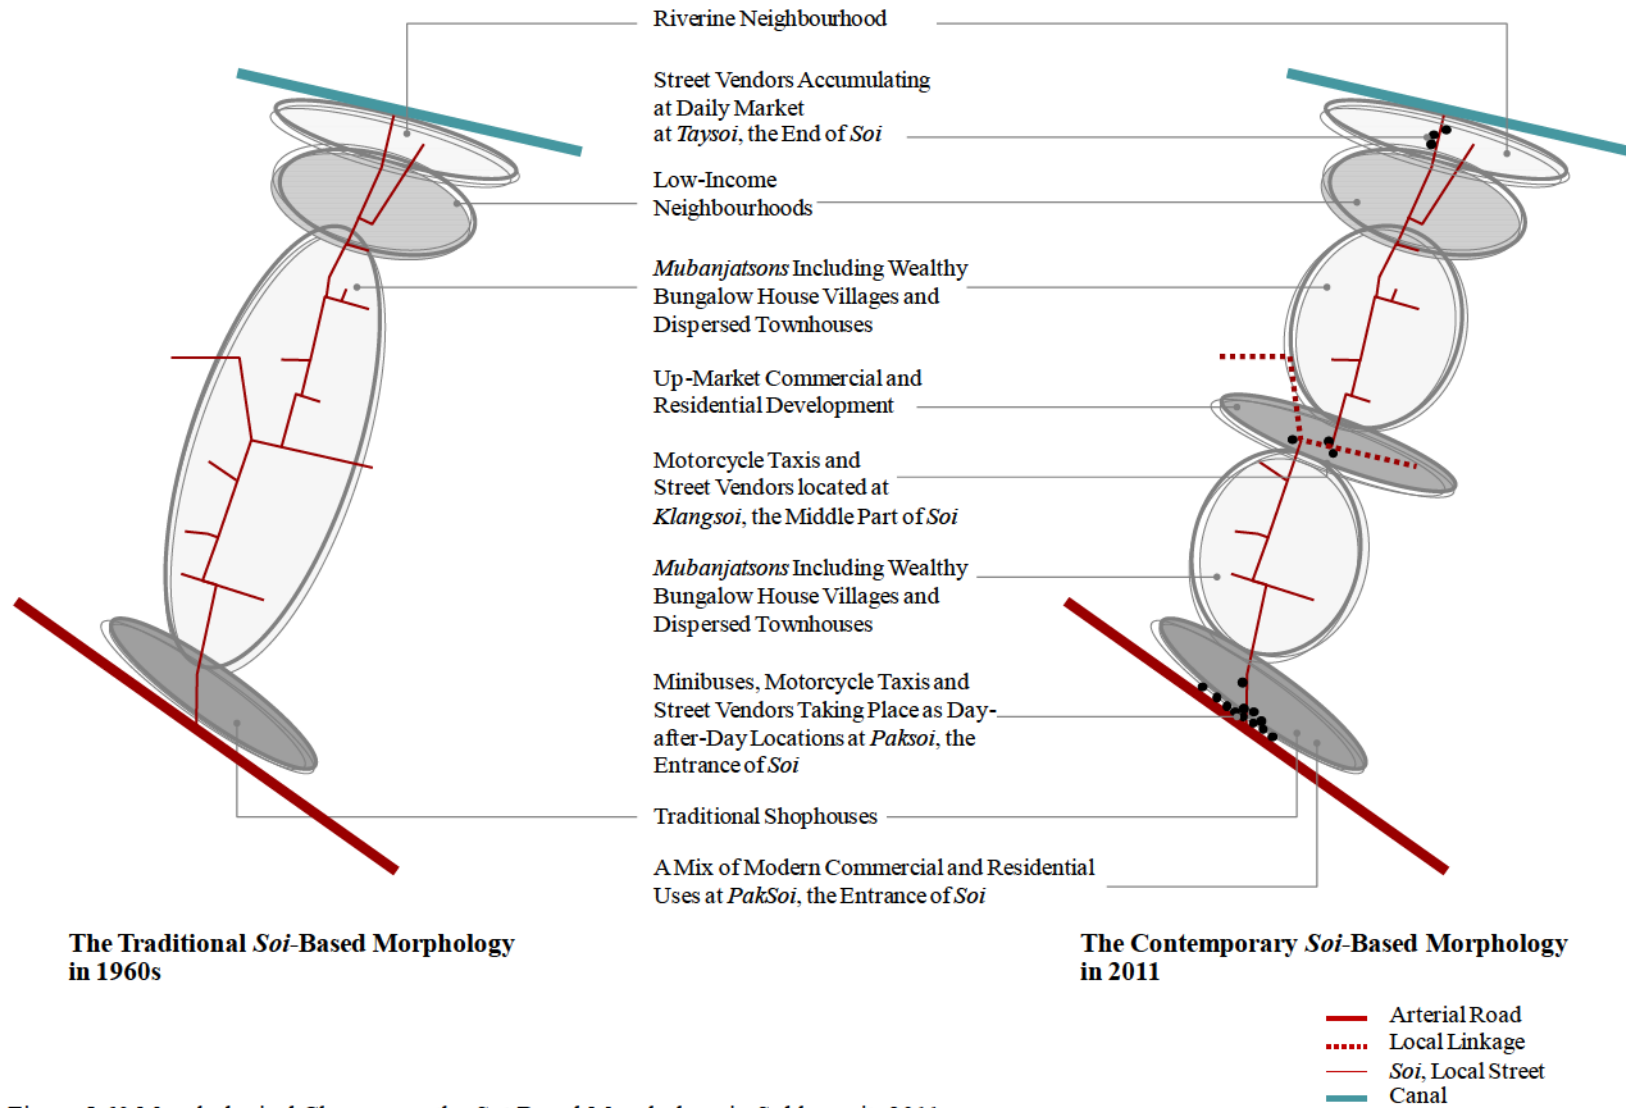 Riverine Neighbourhood
Street Vendors Accumulating
at Daily Market
at Taysoi, the End of Soi
Low-Income
Neighbourhoods
Mubanjatsons Including Wealthy
Bungalow House Villages and
Dispersed Townhouses
Up-Market Commercial and
Residential Development
Motorcycle Taxis and
Street Vendors located at
Klangsoi, the Middle Part of Soi
Mubanjatsons Including Wealthy
Bungalow House Villages and
Dispersed Townhouses
Minibuses, Motorcycle Taxis and
Street Vendors Taking Place as Day-
after-Day Locations at Paksoi, the
Entrance of Soi
Traditional Shophouses
A Mix of Modern Commercial and Residential
Uses at PakSoi, the Entrance of Soi
The Traditional Soi-Based Morphology
in 1960s
The Contemporary Soi-Based Morphology
in 2011
Arterial Road
Local Linkage
Soi, Local Street
Canal